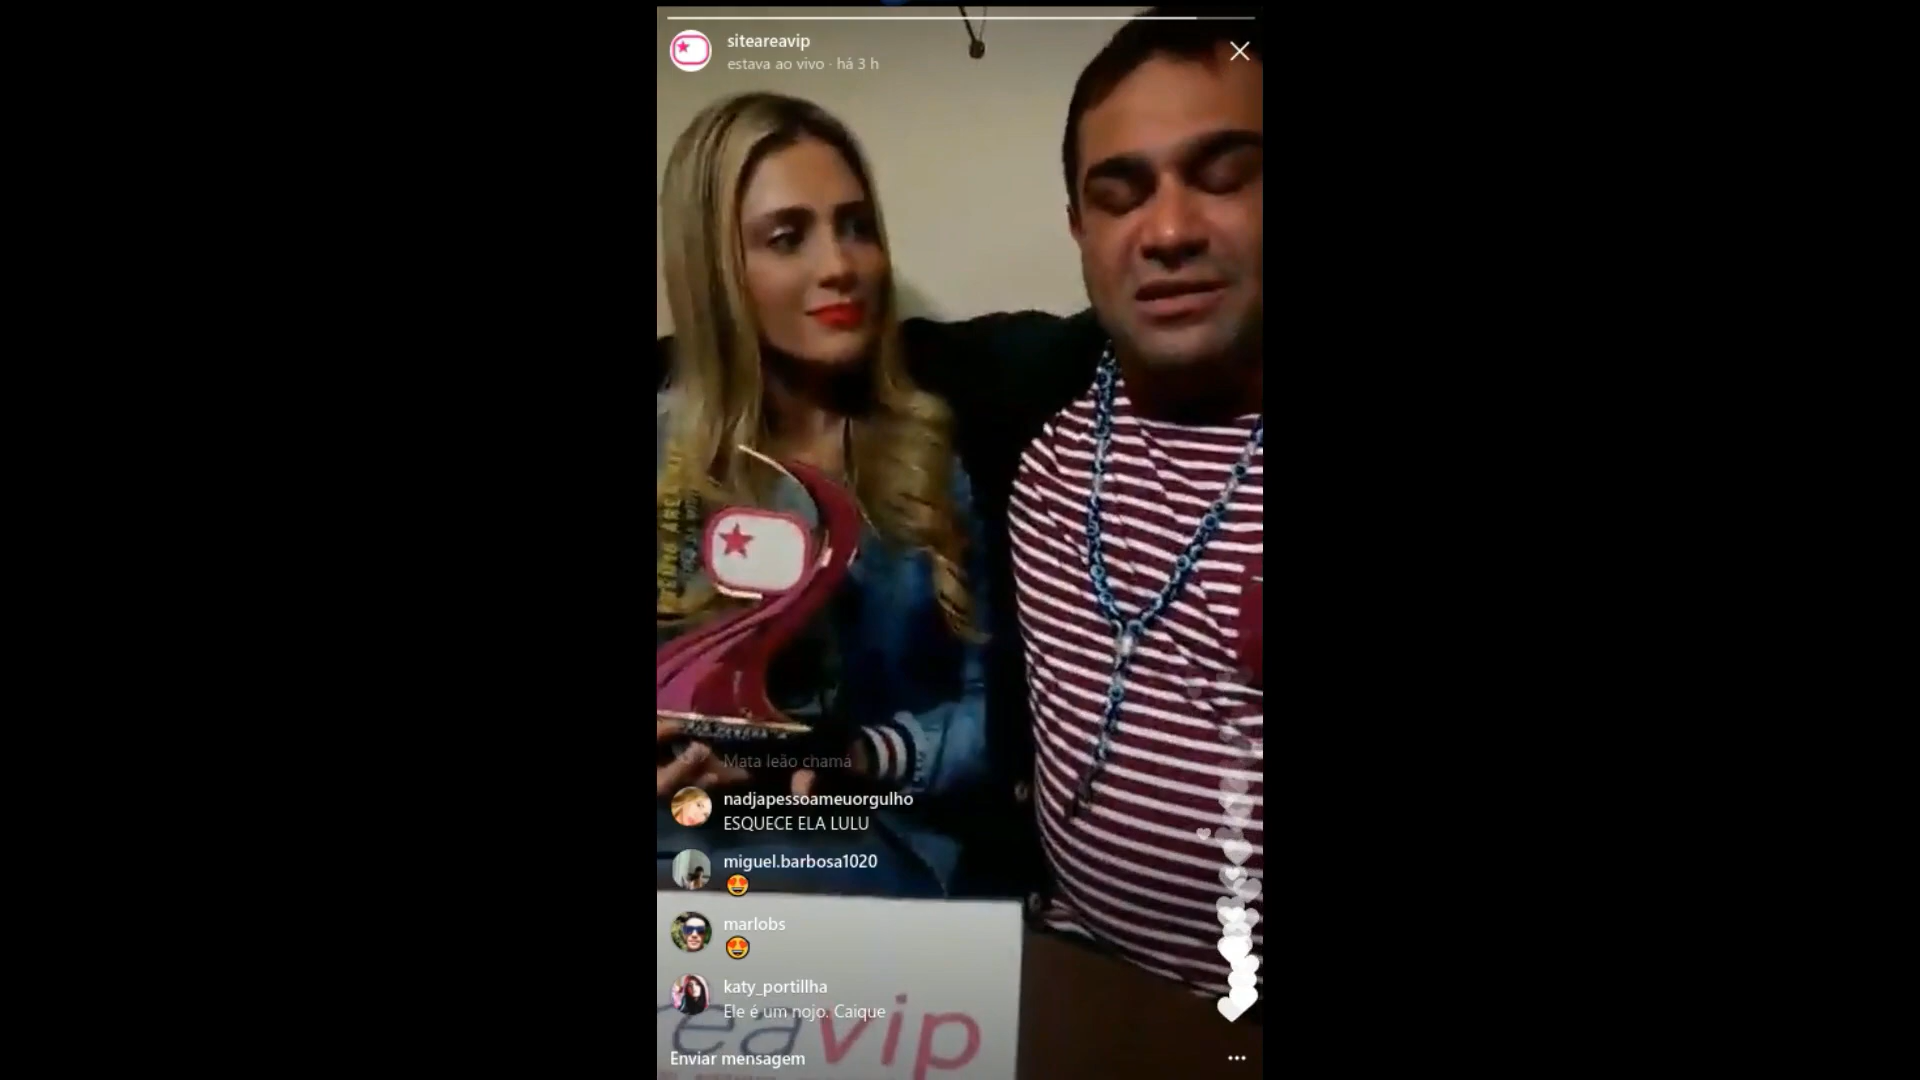 siteareavip
estava ao vivo · há 3 h
Mata leão chamá
nadjapessoameuorgulho
ESQUECE ELA LULU
miguel.barbosa1020
😍
marlobs
😍
katy_portillha
Ele é um nojo. Caique
eavip
Enviar mensagem